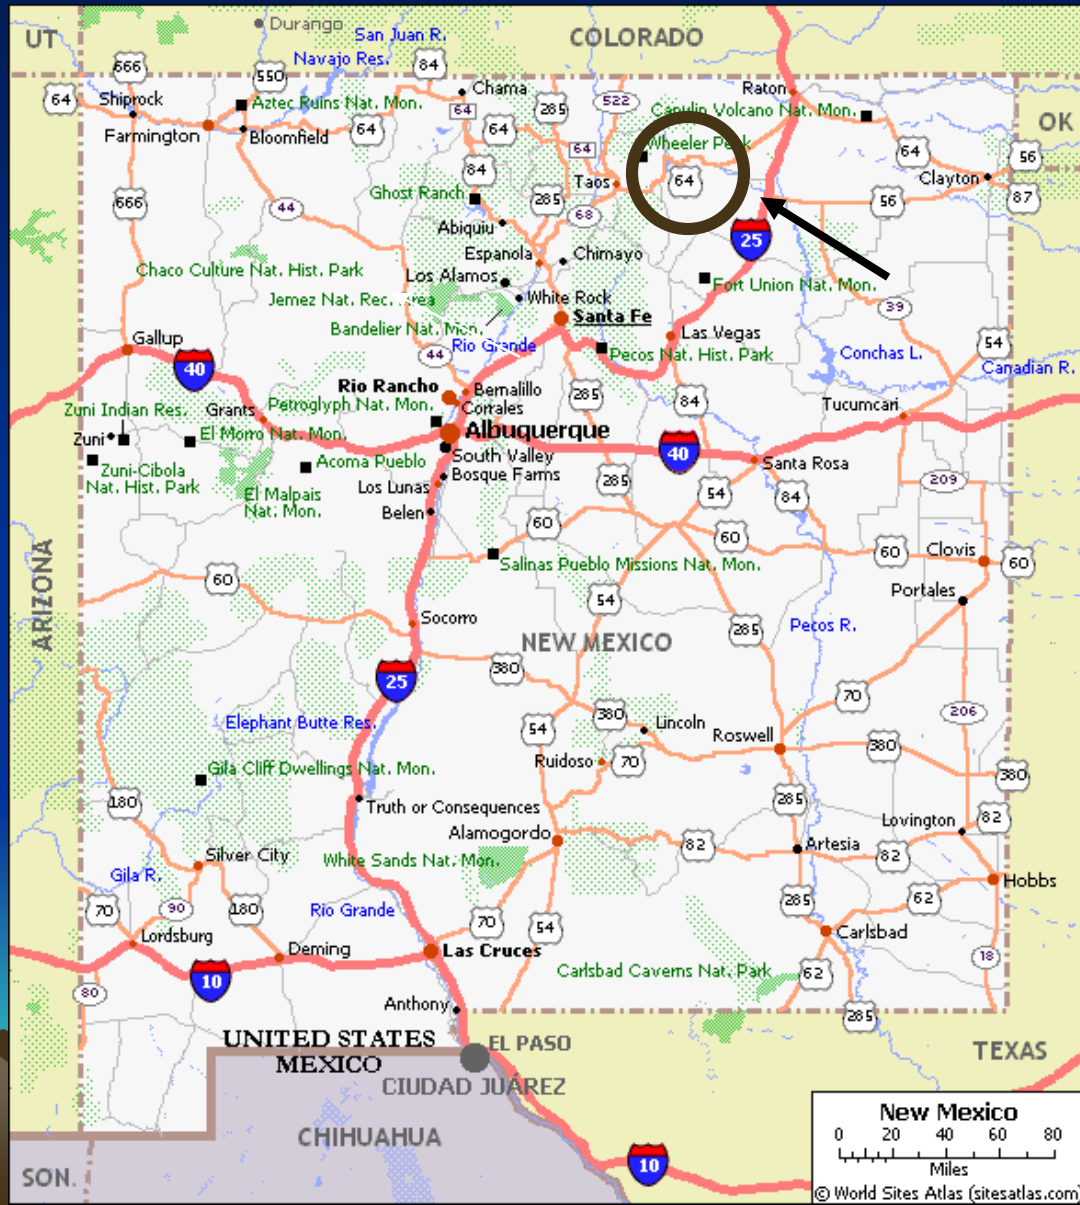 Durango
San Juan R.
UT
COLORADO
Navajo Res.
666
550
84
Chama
Raton
64
Shiprock
Aztec Ruins Nat. Mon.
64
285
522
Capulin Volcano Nat. Mon.
OK
Farmington
Bloomfield
64
64
64
Wheeler Peak
64
56
84
Taos
64
Clayton
Ghost Ranch
285
56
87
666
44
68
Abiquiu
25
Espanola
Chimayo
Chaco Culture Nat. Hist. Park
Los Alamos
Fort Union Nat. Mon.
Jemez Nat. Rec. Area
White Rock
39
Bandelier Nat. Mon.
Santa Fe
Gallup
Rio Grande
Las Vegas
54
44
Pecos Nat. Hist. Park
Conchas L.
40
Canadian R.
Rio Rancho
Bernalillo
285
84
Zuni Indian Res.
Grants
Petroglyph Nat. Mon.
Corrales
Tucumcari
Zuni
El Morro Nat. Mon.
Albuquerque
40
Acoma Pueblo
South Valley
Santa Rosa
Zuni-Cibola
Nat. Hist. Park
Bosque Farms
285
209
El Malpais
Nat. Mon.
Los Lunas
54
84
Belen
60
60
60
Clovis
60
Salinas Pueblo Missions Nat. Mon.
ARIZONA
60
54
Portales
Socorro
285
Pecos R.
NEW MEXICO
25
380
70
Elephant Butte Res.
380
Lincoln
206
54
Roswell
380
Ruidoso
70
380
Gila Cliff Dwellings Nat. Mon.
180
Truth or Consequences
285
82
Alamogordo
82
Lovington
Silver City
White Sands Nat. Mon.
Artesia
82
Gila R.
Hobbs
70
90
180
Rio Grande
285
62
70
54
Lordsburg
Deming
Las Cruces
Carlsbad
10
Carlsbad Caverns Nat. Park
62
18
80
Anthony
285
UNITED STATES
MEXICO
EL PASO
TEXAS
CIUDAD JUÁREZ
CHIHUAHUA
SON.
10
New Mexico
0 20 40 60 80
Miles
© World Sites Atlas (sitesatlas.com)